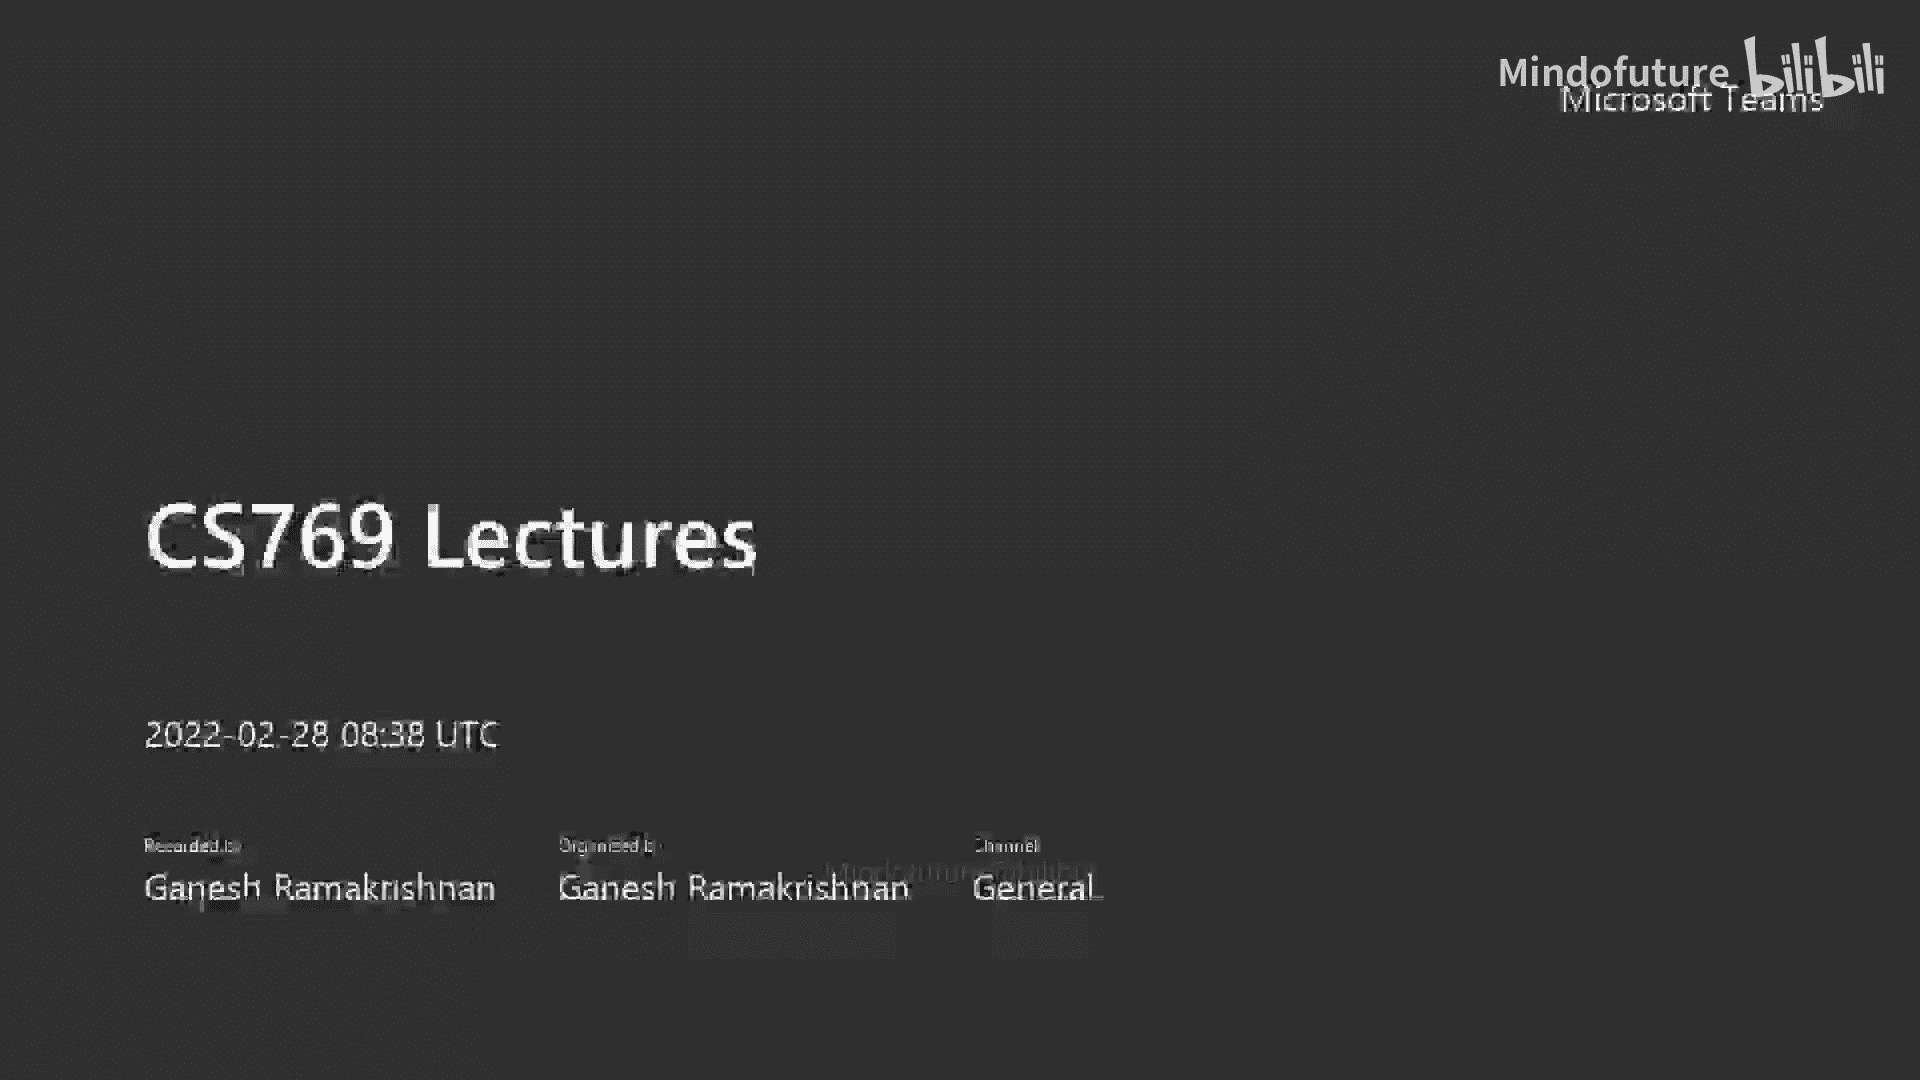 Mindofuture bilibili
Microsoft Teams
CS769 Lectures
2022-02-28 08:38 UTC
Recorded by Organized by Channel
Ganesh Ramakrishnan Ganesh Ramakrishnan General